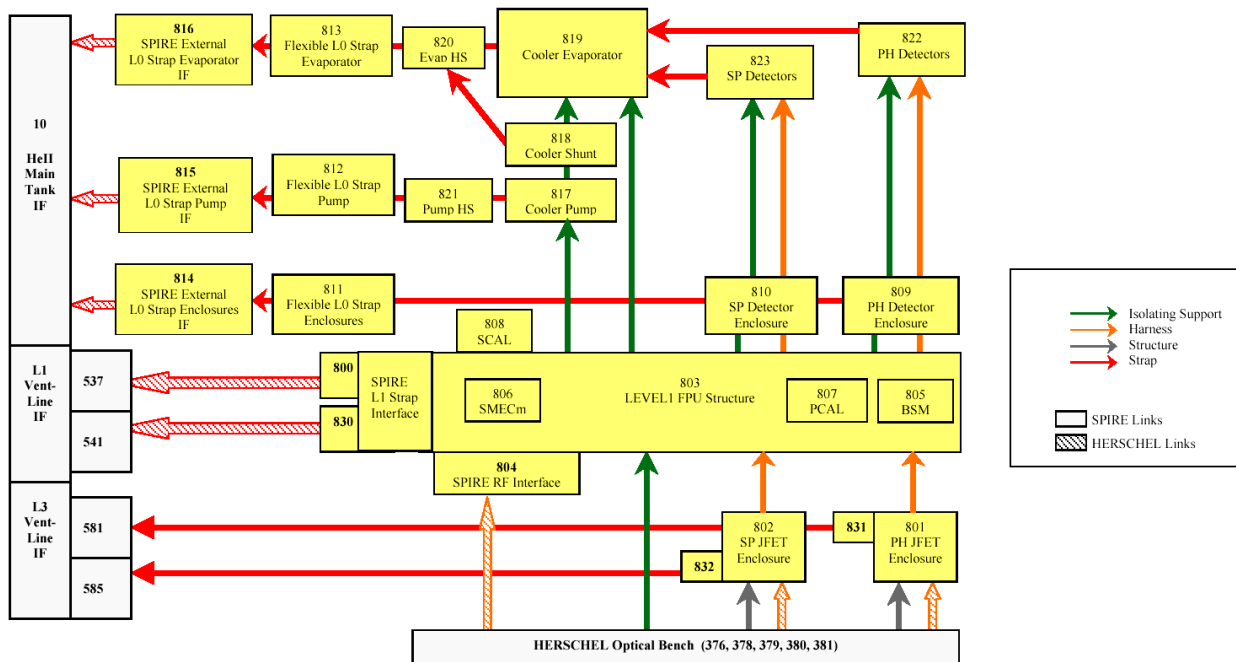 816
SPIRE External
L0 Strap Evaporator
IF
813
Flexible L0 Strap
Evaporator
820
Evap HS
819
Cooler Evaporator
823
SP Detectors
822
PH Detectors
10
HeII
Main
Tank
IF
818
Cooler Shunt
815
SPIRE External
L0 Strap Pump
IF
812
Flexible L0 Strap
Pump
821
Pump HS
817
Cooler Pump
814
SPIRE External
L0 Strap Enclosures
IF
811
Flexible L0 Strap
Enclosures
810
SP Detector
Enclosure
809
PH Detector
Enclosure
808
SCAL
Isolating Support
Harness
Structure
Strap
SPIRE Links
HERSCHEL Links
L1
Vent-
Line
IF
537
541
800
830
SPIRE
L1 Strap
Interface
803
LEVEL1 FPU Structure
806
SMECm
807
PCAL
805
BSM
804
SPIRE RF Interface
L3
Vent-
Line
IF
581
585
802
SP JFET
Enclosure
831
801
PH JFET
Enclosure
832
HERSCHEL Optical Bench (376, 378, 379, 380, 381)